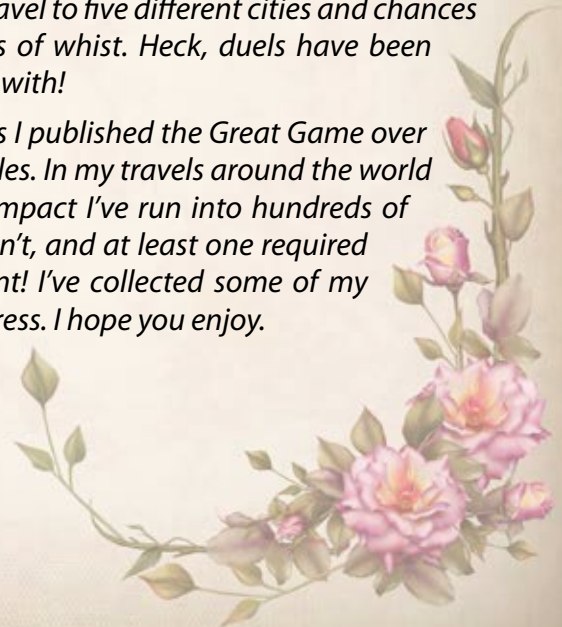 avel to five different cities and chances
s of whist. Heck, duels have been
with!
s I published the Great Game over
les. In my travels around the world
mpact I've run into hundreds of
n't, and at least one required
nt! I've collected some of my
ress. I hope you enjoy.